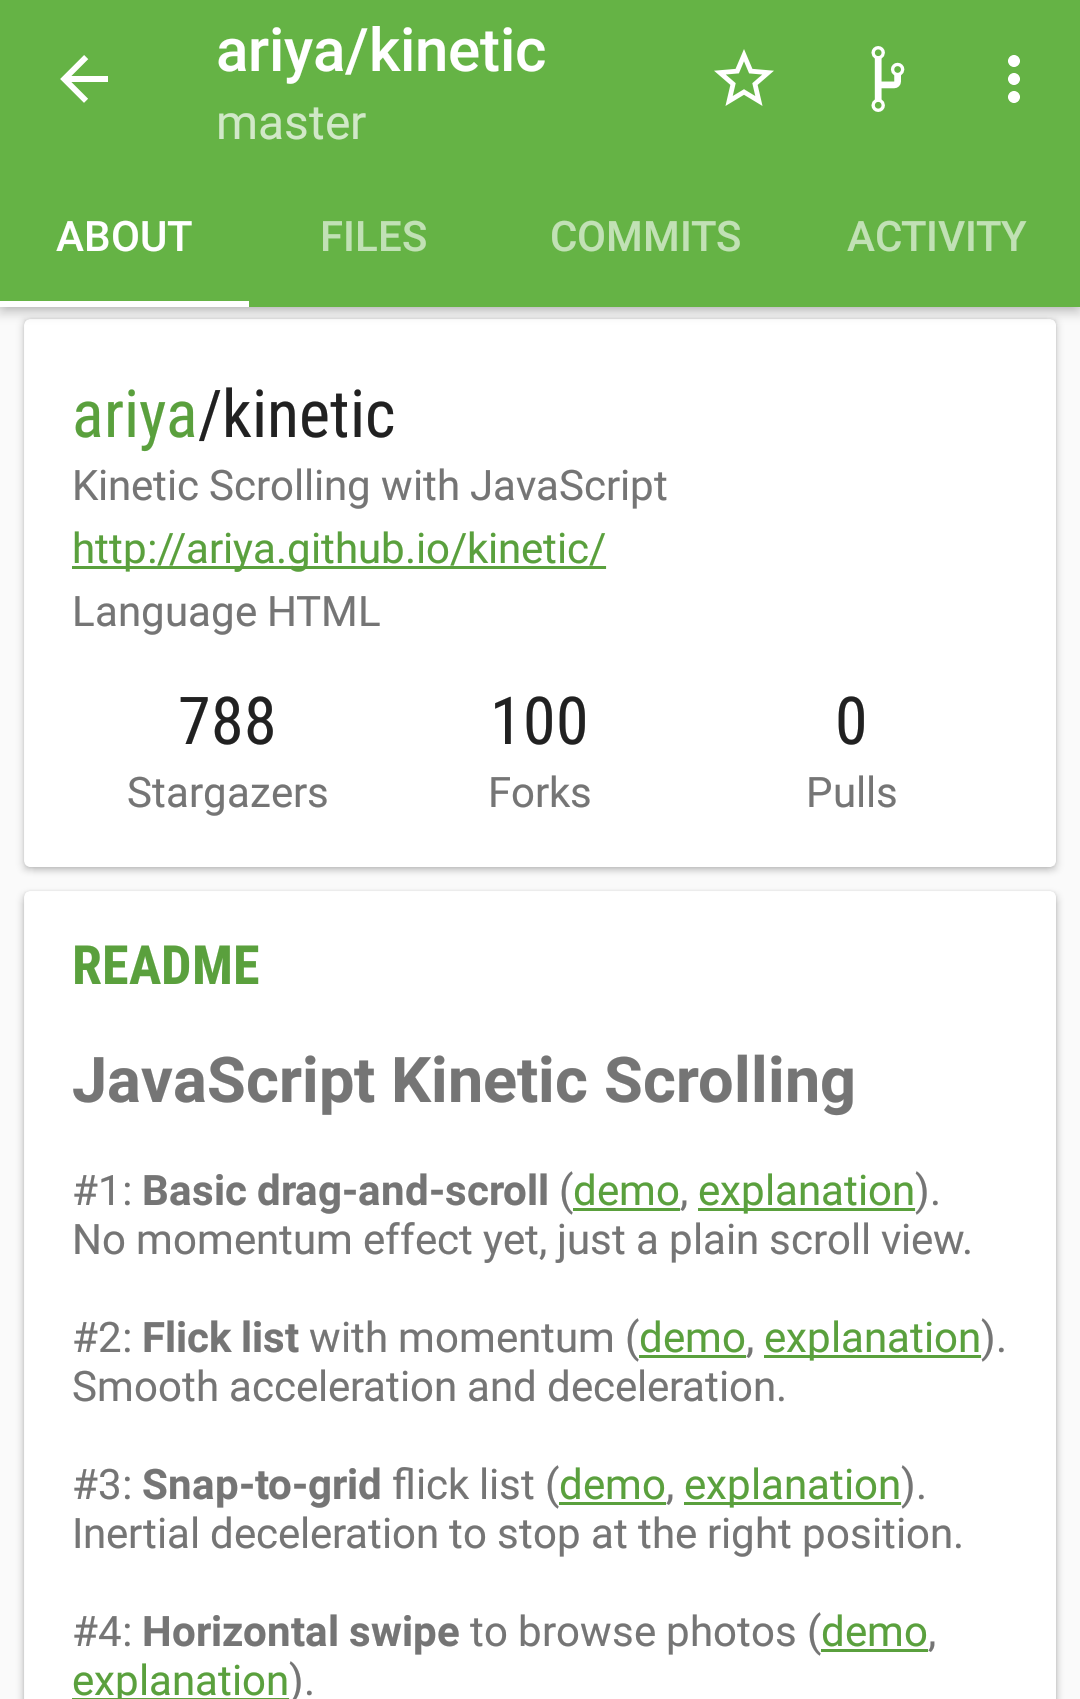 ariya/kinetic
master
ABOUT FILES COMMITS ACTIVITY
ariya/kinetic
Kinetic Scrolling with JavaScript
http://ariya.github.io/kinetic/
Language HTML
788 100 0
Stargazers Forks Pulls
README
JavaScript Kinetic Scrolling
#1: Basic drag-and-scroll (demo, explanation).
No momentum effect yet, just a plain scroll view.
#2: Flick list with momentum (demo, explanation).
Smooth acceleration and deceleration.
#3: Snap-to-grid flick list (demo, explanation).
Inertial deceleration to stop at the right position.
#4: Horizontal swipe to browse photos (demo,
explanation).